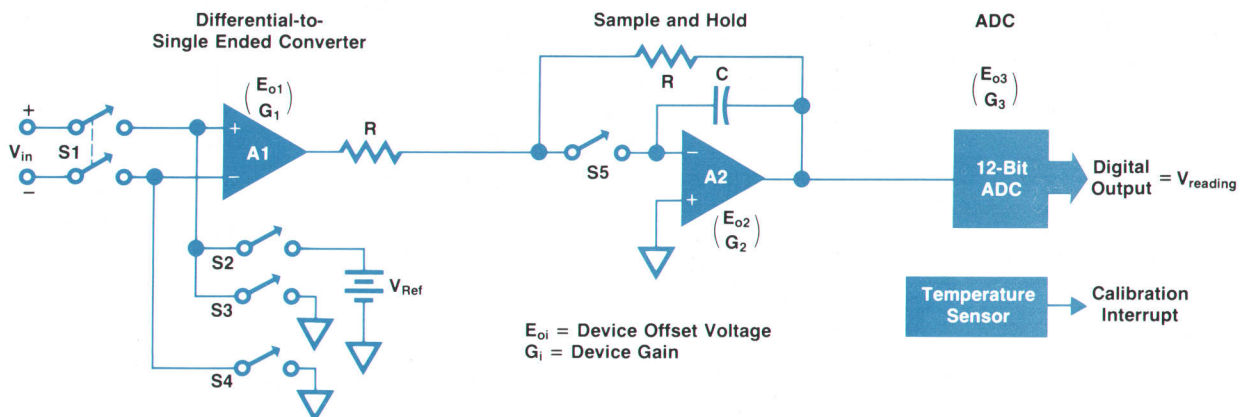 Differential-to-
Single Ended Converter
Sample and Hold
ADC
(Eo1
G1)
(Eo3
G3)
R
C
+
Vin
−
S1
+
A1
−
R
S5
−
A2
+
12-Bit
ADC
Digital
Output = Vreading
(Eo2
G2)
S2
VRef
S3
S4
Temperature
Sensor
Calibration
Interrupt
Eoi = Device Offset Voltage
Gi = Device Gain